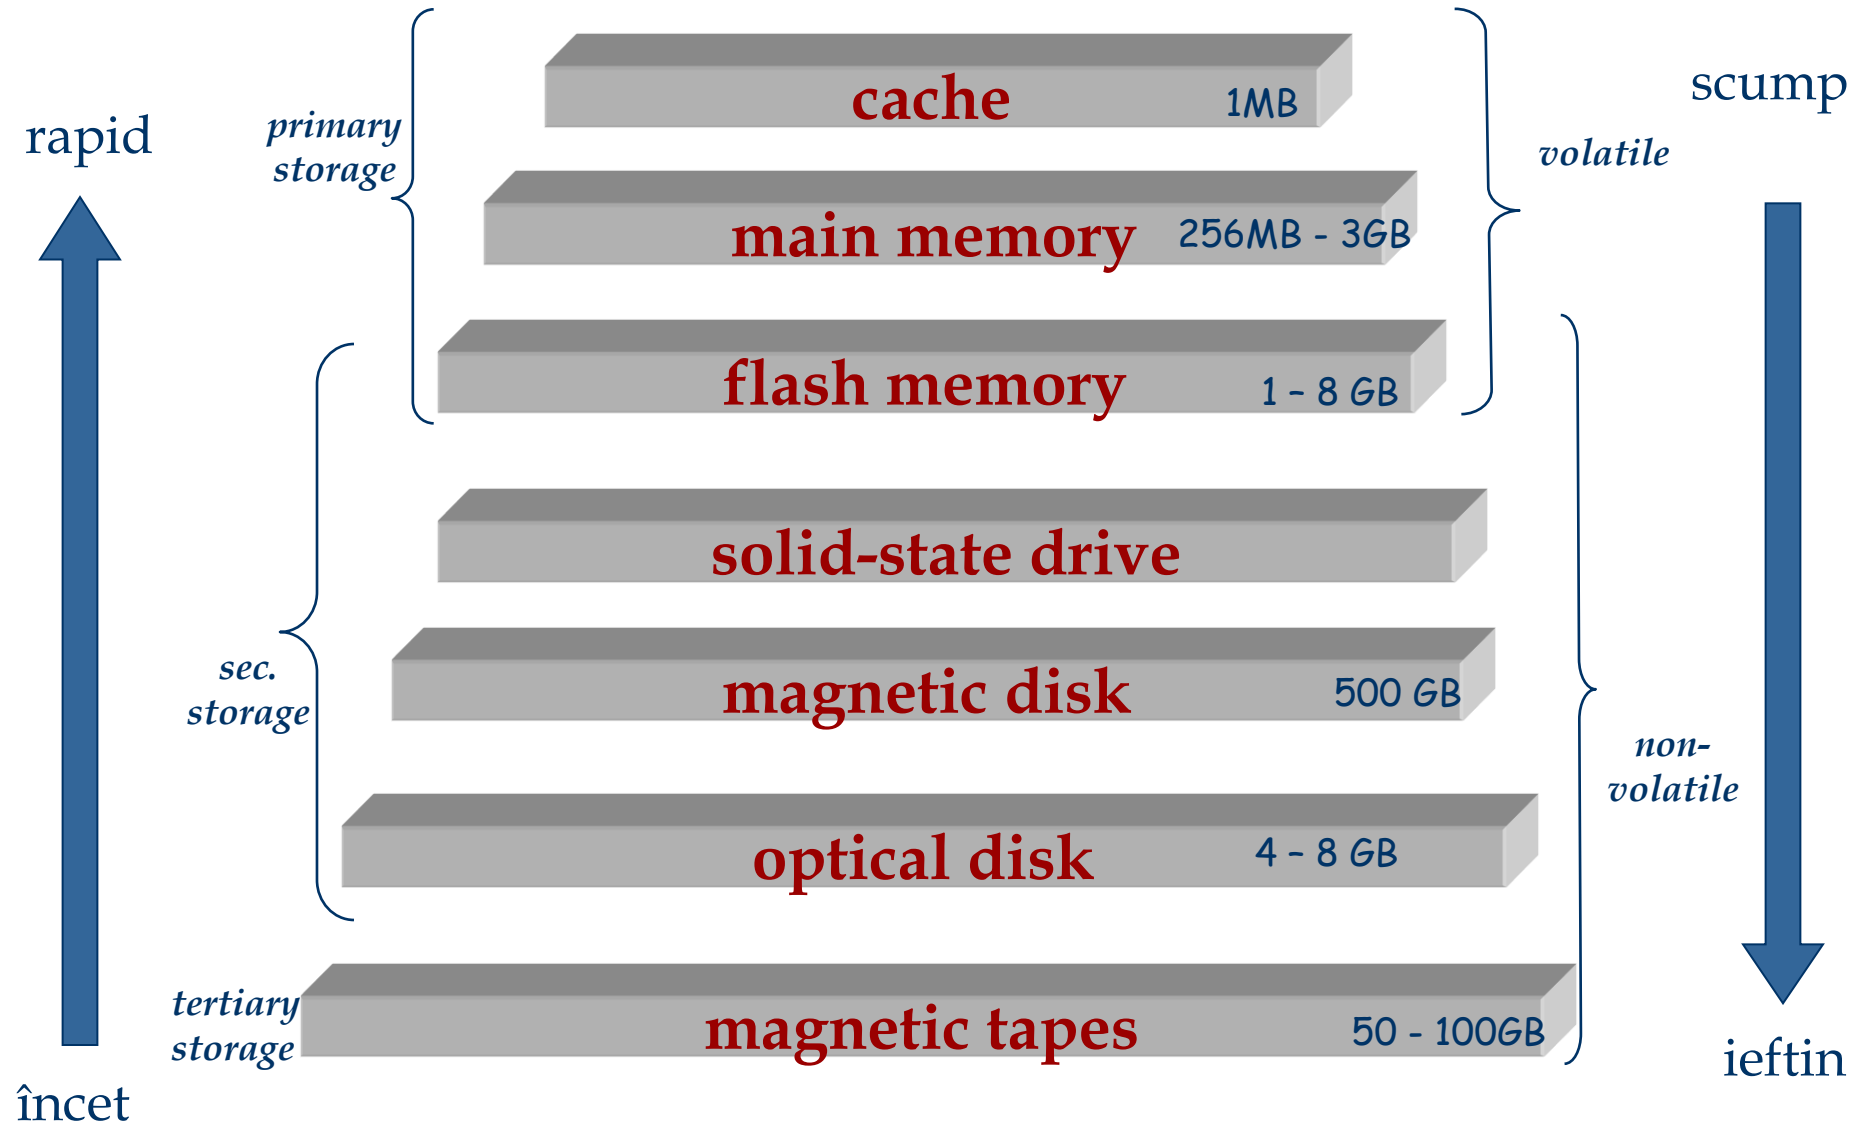 scump
rapid
primary
storage
cache
1MB
volatile
main memory
256MB - 3GB
flash memory
1 – 8 GB
solid-state drive
sec.
storage
magnetic disk
500 GB
non-
volatile
optical disk
4 – 8 GB
tertiary
storage
magnetic tapes
50 - 100GB
ieftin
încet